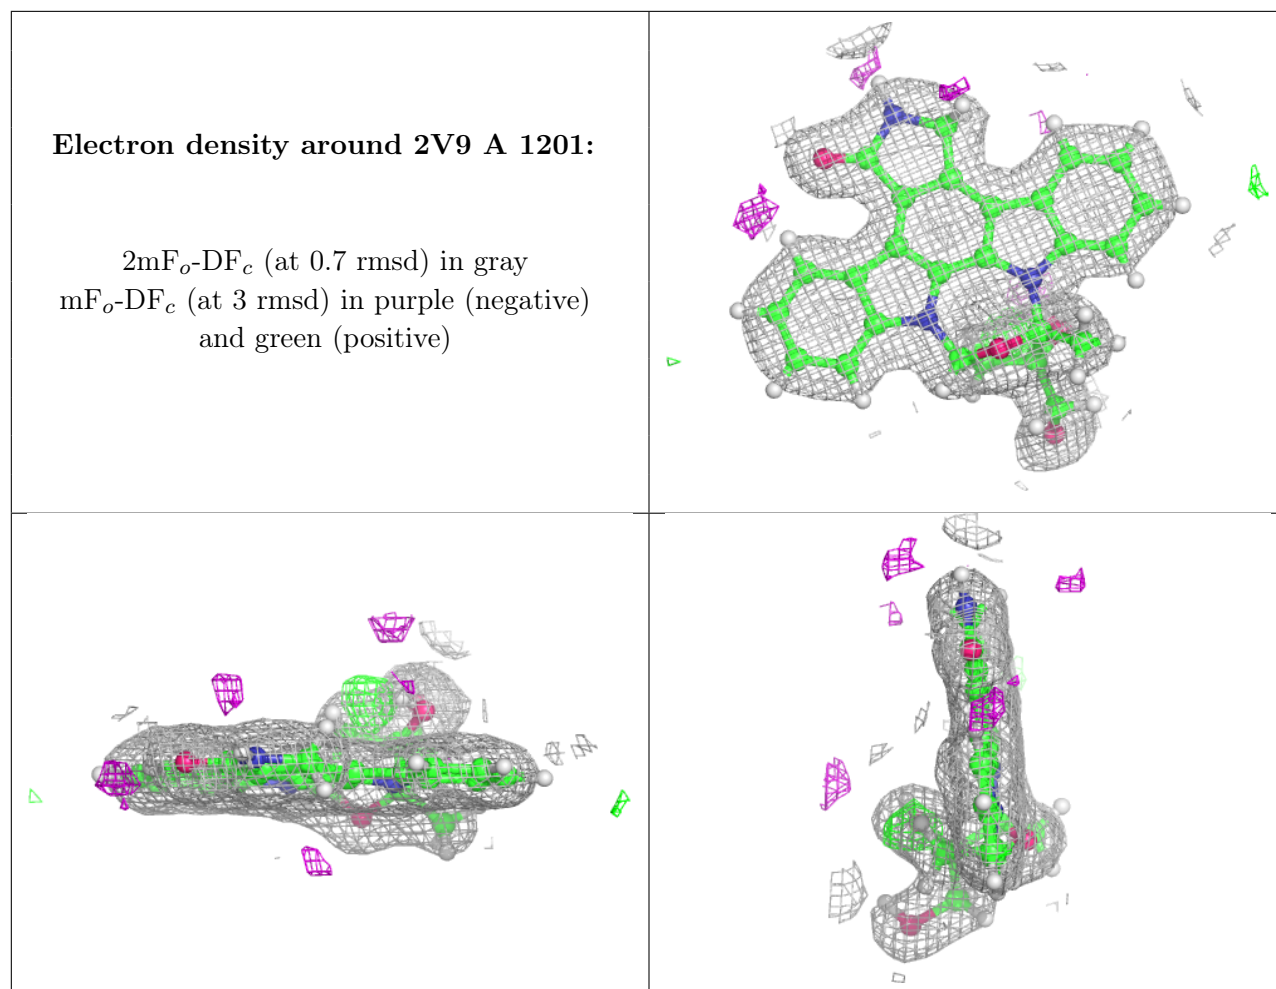 Electron density around 2V9 A 1201:
2mFo-DFc (at 0.7 rmsd) in gray
mFo-DFc (at 3 rmsd) in purple (negative)
and green (positive)